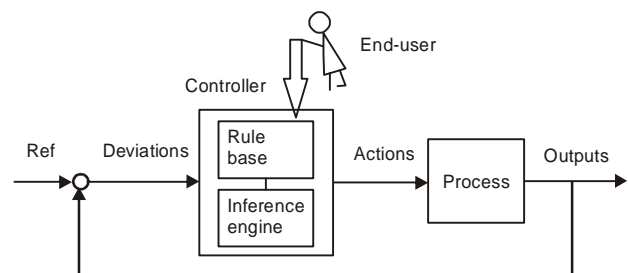 End-user
Controller
Ref
Deviations
Rule
base
Inference
engine
Actions
Process
Outputs